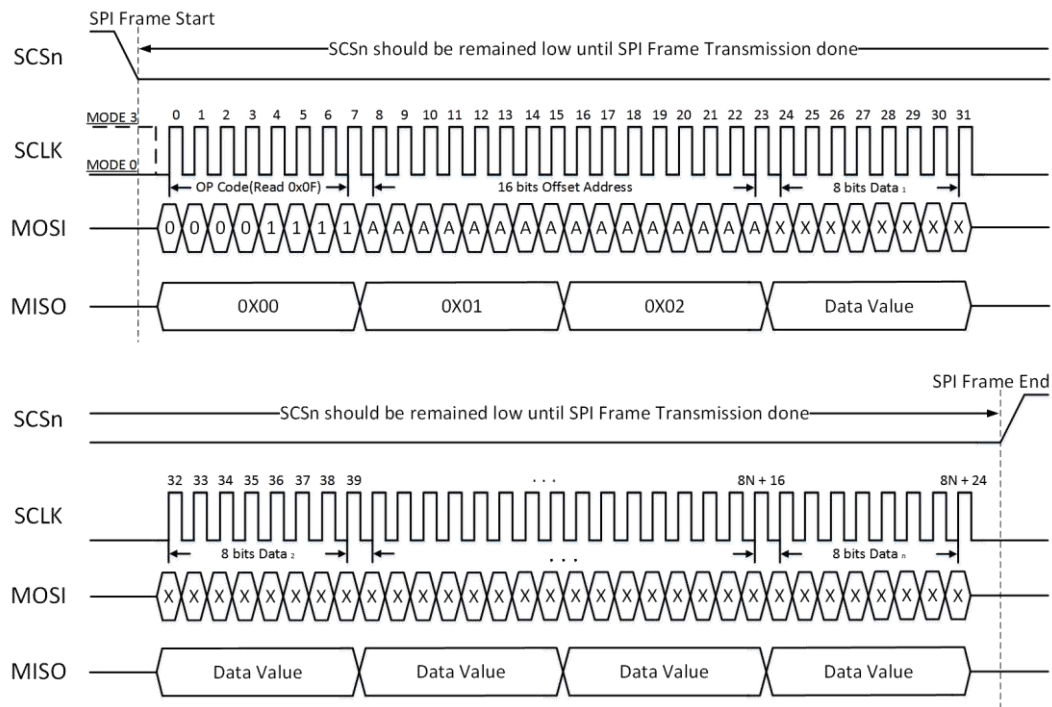 SPI Frame Start
SCSn
SCSn should be remained low until SPI Frame Transmission done
MODE 3
0 1 2 3 4 5 6 7 8 9 10 11 12 13 14 15 16 17 18 19 20 21 22 23 24 25 26 27 28 29 30 31
SCLK
MODE 0
OP Code(Read 0x0F) 16 bits Offset Address 8 bits Data 1
MOSI 0 0 0 0 1 1 1 1 A A A A A A A A A A A A A A A A X X X X X X X X
MISO 0X00 0X01 0X02 Data Value
SPI Frame End
SCSn should be remained low until SPI Frame Transmission done
SCSn
32 33 34 35 36 37 38 39 . . . 8N + 16 8N + 24
SCLK
8 bits Data 2 . . . 8 bits Data n
MOSI X X X X X X X X X X X X X X X X X X X X X X X X X X X X X X X X
MISO Data Value Data Value Data Value Data Value